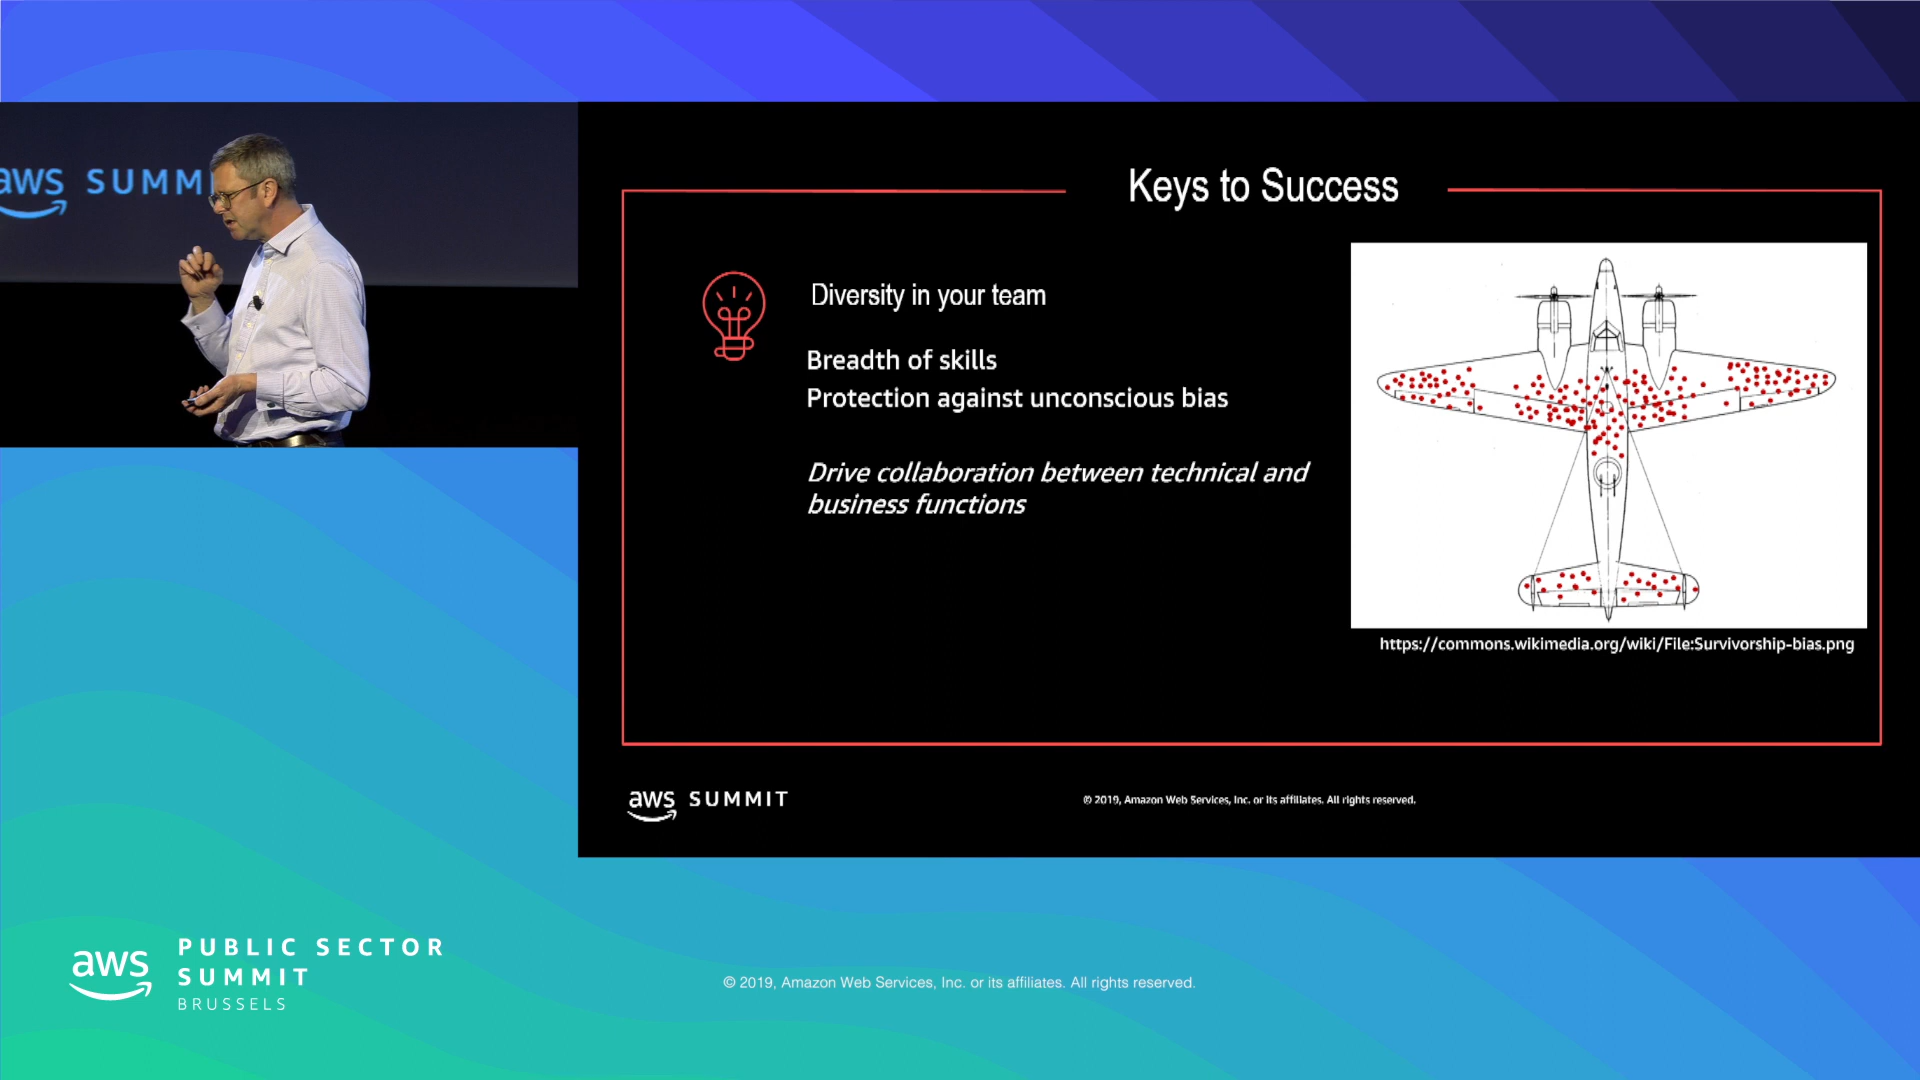 aws SUMM
Keys to Success
Diversity in your team
Breadth of skills
Protection against unconscious bias
Drive collaboration between technical and
business functions
https://commons.wikimedia.org/wiki/File:Survivorship-bias.png
aws SUMMIT
© 2019, Amazon Web Services, Inc. or its affiliates. All rights reserved.
aws
PUBLIC SECTOR
SUMMIT
BRUSSELS
© 2019, Amazon Web Services, Inc. or its affiliates. All rights reserved.